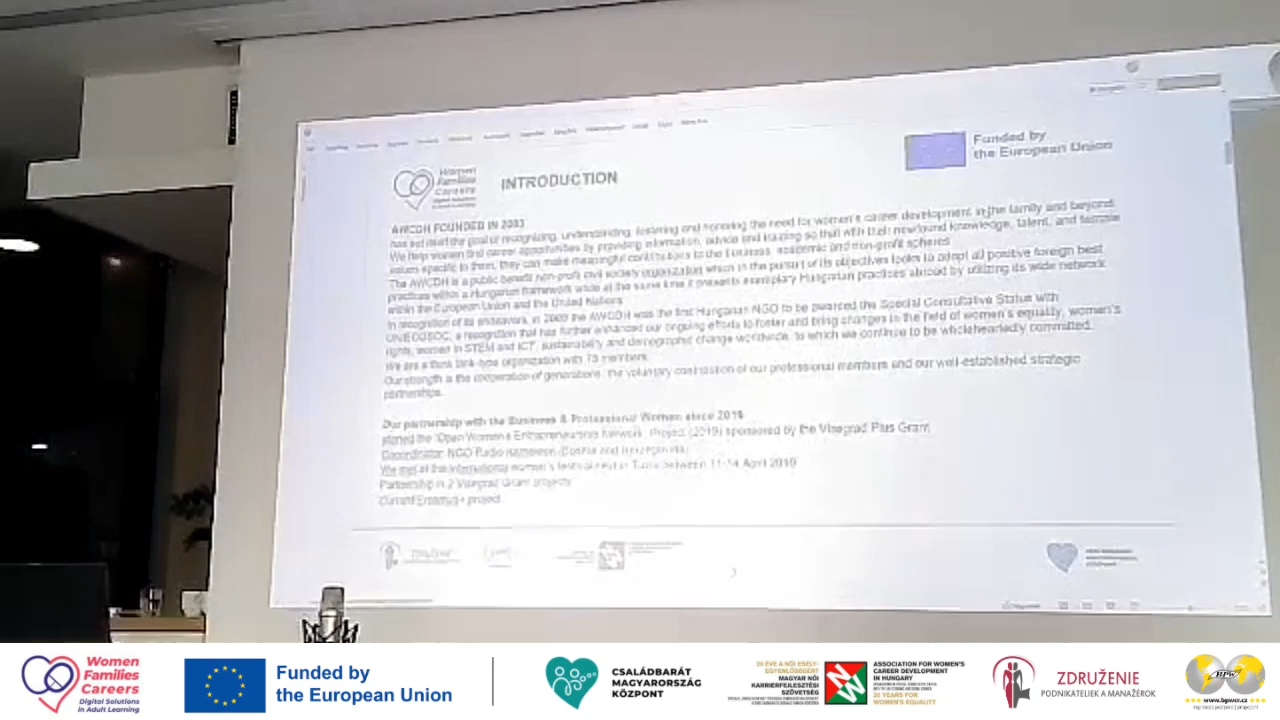 Women
Families
Careers
Digital Solutions
in Adult Learning
INTRODUCTION
Funded by
the European Union
AWCDH FOUNDED IN 2003
has set itself the goal of recognizing, understanding, fostering and honoring the need for women's career development in the family and beyond.
We help women find career opportunities by providing information, advice and training so that with their newfound knowledge, talent, and female
values specific to them, they can make meaningful contributions to the business, academic and non-profit spheres.
The AWCDH is a public benefit non-profit civil society organization which in the pursuit of its objectives looks to adopt all positive foreign best
practices within a Hungarian framework while at the same time it presents exemplary Hungarian practices abroad by utilizing its wide network
within the European Union and the United Nations.
In recognition of its endeavors, in 2009 the AWCDH was the first Hungarian NGO to be awarded the Special Consultative Status with
UN/ECOSOC, a recognition that has further enhanced our ongoing efforts to foster and bring changes in the field of women's equality, women's
rights, women in STEM and ICT, sustainability and demographic change worldwide, to which we continue to be wholeheartedly committed.
We are a think tank-type organization with members.
Our strength is the cooperation of generations, the voluntary contribution of our professional members and our well-established strategic
partnerships.
Our partnership with the Business & Professional Women since 2019
started the "Open Women's Entrepreneurship Network" Project (2019) sponsored by the Visegrad Plus Grant
Coordinator: NGO Radio Kameleon (Bosnia and Herzegovina)
We met at the international women's festival held in Tuzla between 11-14 April 2019
Partnership in 2 Visegrad Grant projects
Current Erasmus+ project
3
Women
Families
Careers
Digital Solutions
in Adult Learning
Funded by
the European Union
CSALÁDBARÁT
MAGYARORSZÁG
KÖZPONT
20 ÉVE A NŐI ESÉLY-
EGYENLŐSÉGÉRT
MAGYAR NŐI
KARRIERFEJLESZTÉSI
SZÖVETSÉG
ASSOCIATION FOR WOMEN'S
CAREER DEVELOPMENT
IN HUNGARY
20 YEARS FOR
WOMEN'S EQUALITY
ZDRUŽENIE
PODNIKATELIEK A MANAŽÉROK
BPW
www.bpwcr.cz